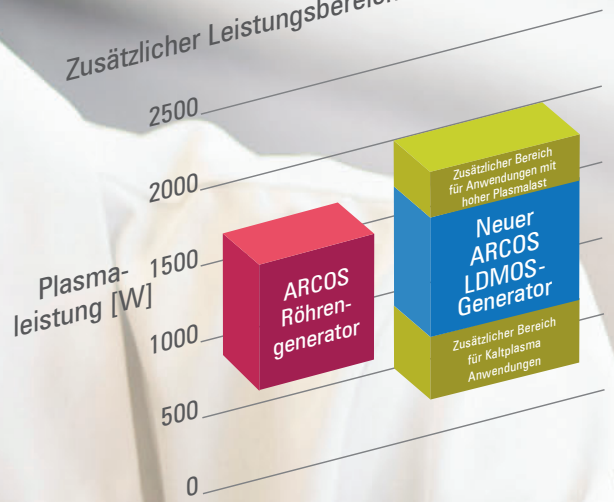 Zusätzlicher Leistungsbereich
2500
2000
1500
1000
500
0
Plasma-
leistung [W]
ARCOS
Röhren-
generator
Zusätzlicher Bereich
für Anwendungen mit
hoher Plasmalast
Neuer
ARCOS
LDMOS-
Generator
Zusätzlicher Bereich
für Kaltplasma
Anwendungen